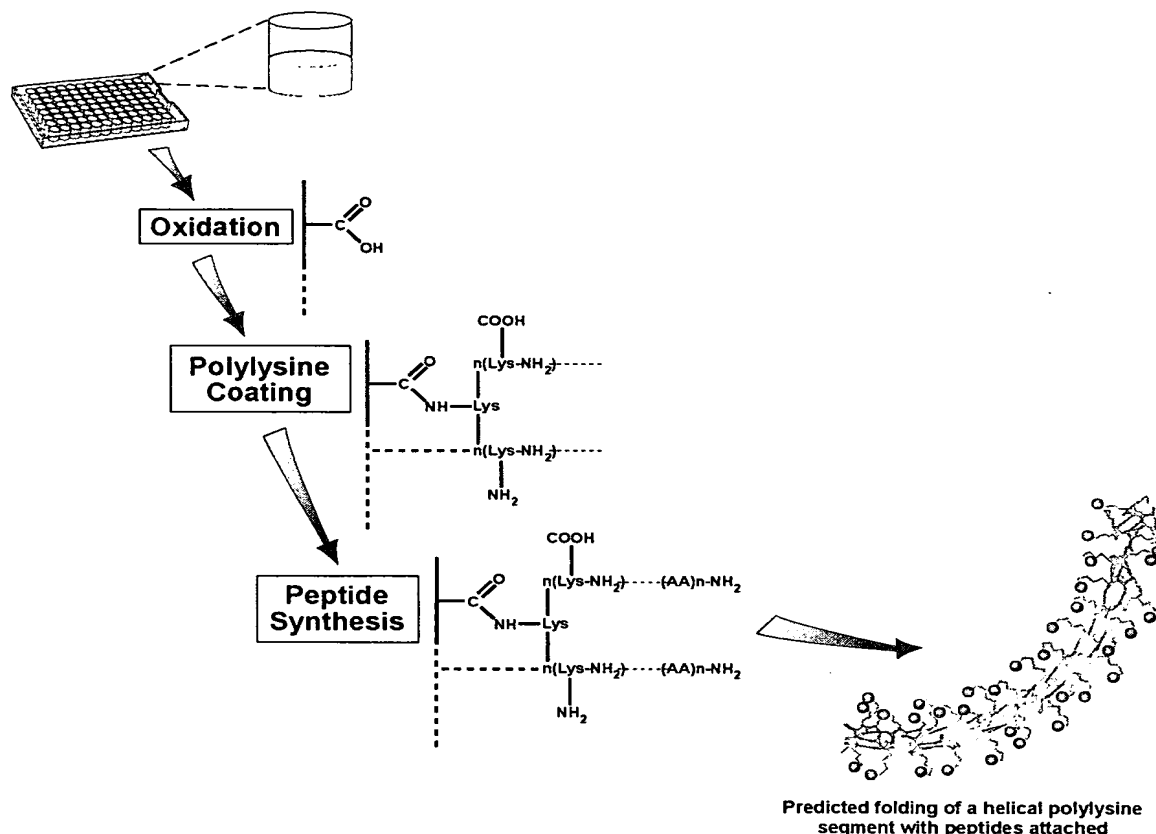 Oxidation
C
O
OH
Polylysine
Coating
COOH
n(Lys-NH₂)
O
C
NH
Lys
n(Lys-NH₂)
NH₂
Peptide
Synthesis
COOH
n(Lys-NH₂) (AA)n-NH₂
O
C
NH
Lys
n(Lys-NH₂) (AA)n-NH₂
NH₂
Predicted folding of a helical polylysine
segment with peptides attached